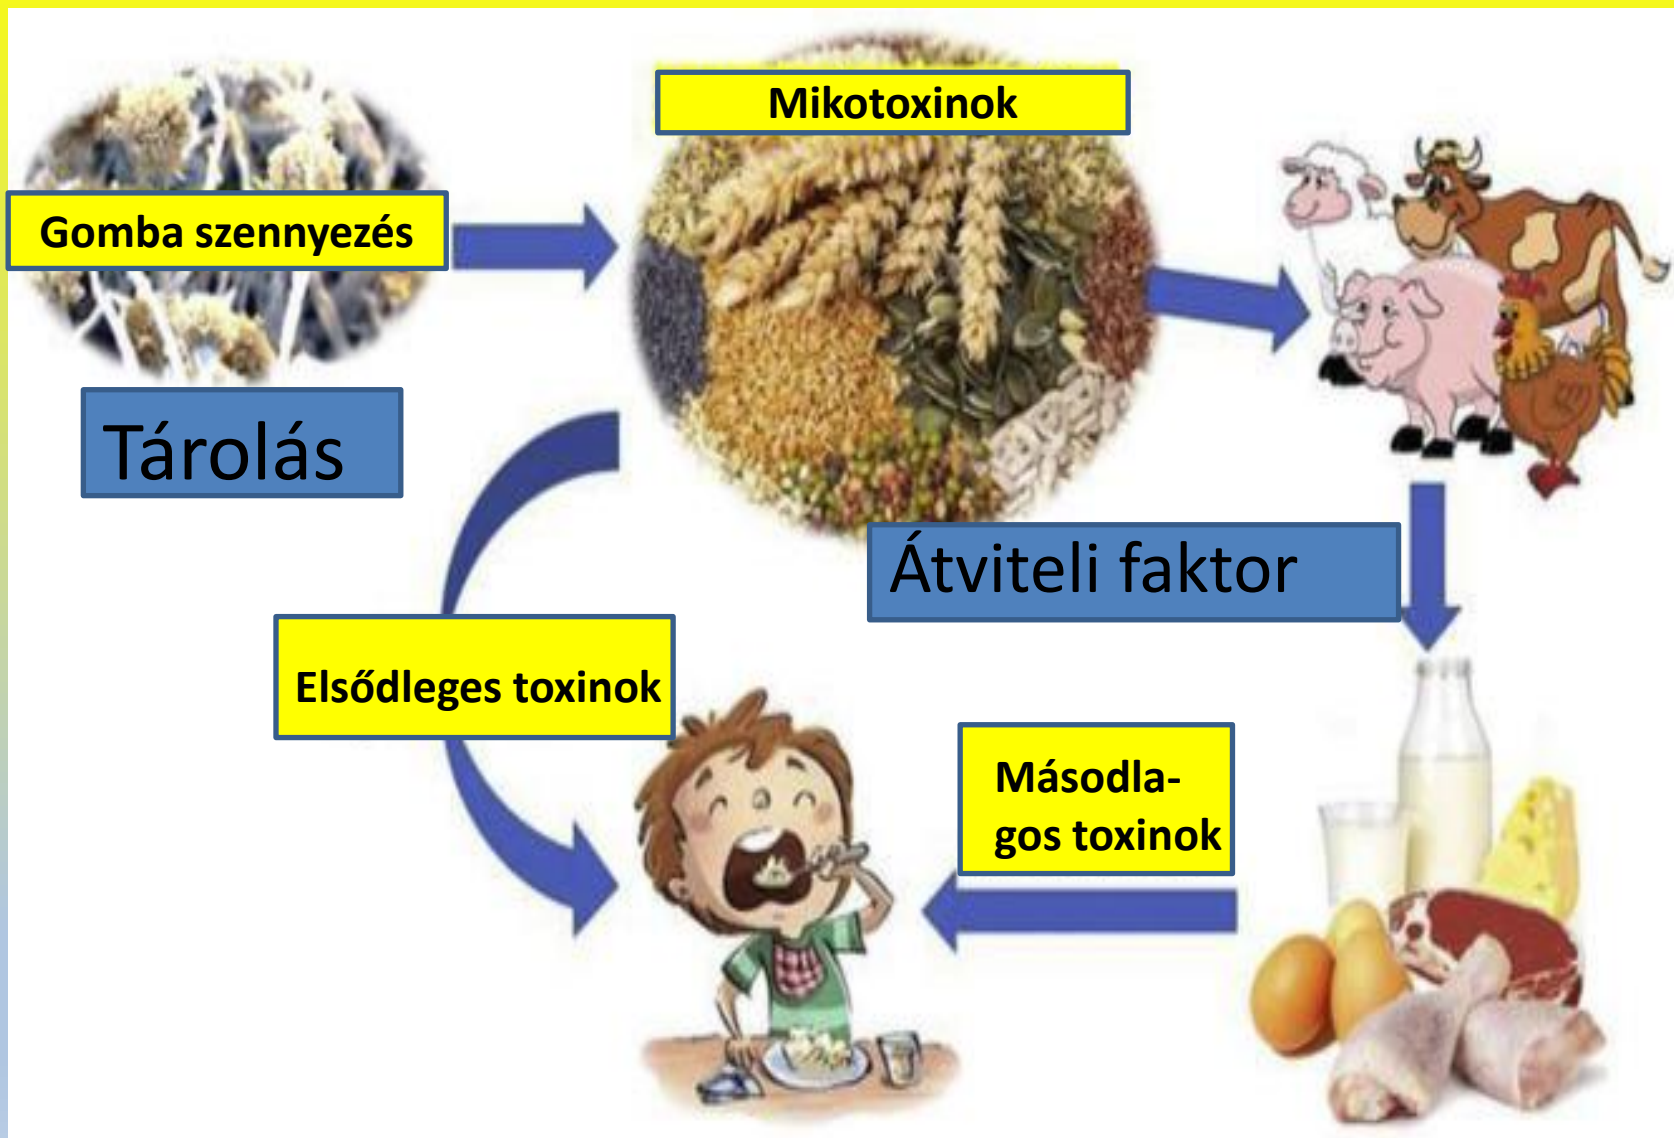 Mikotoxinok
Gomba szennyezés
Tárolás
Átviteli faktor
Elsődleges toxinok
Másodla-
gos toxinok